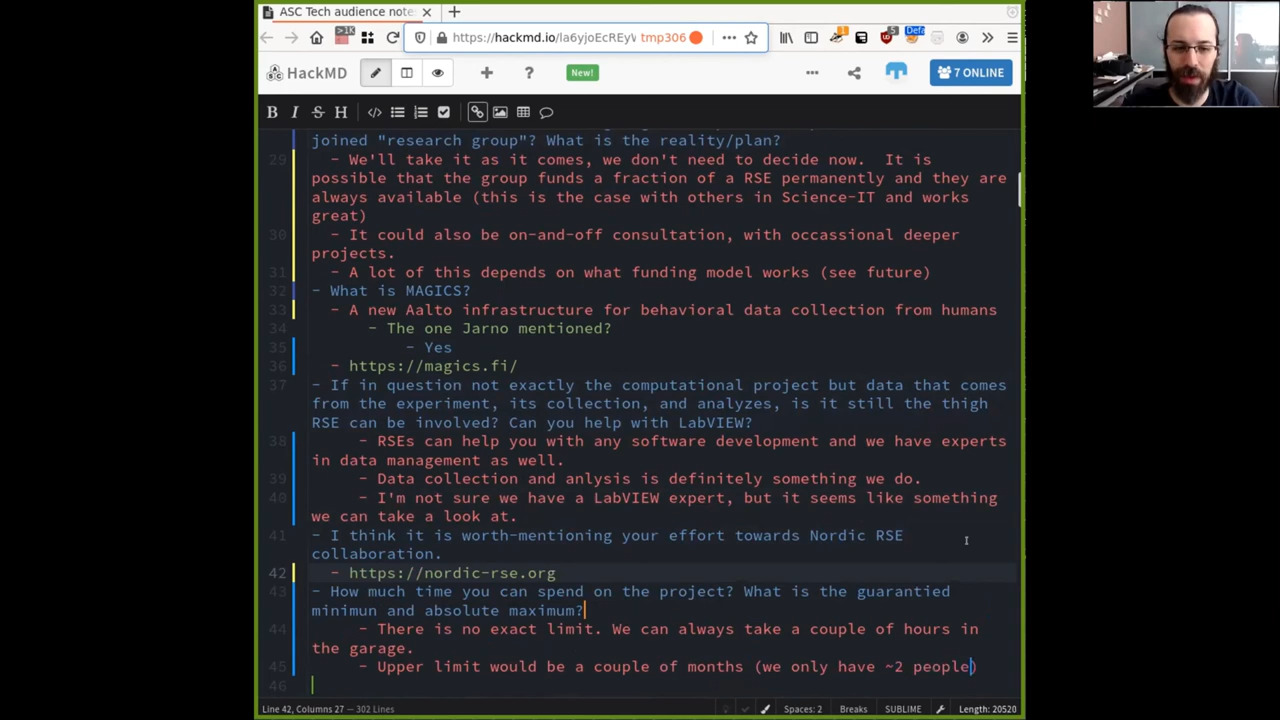 ASC Tech audience note
https://hackmd.io/la6yjoEcREyV tmp306
>1K
5
Defa
HackMD
New!
7 ONLINE
B I S H
joined "research group"? What is the reality/plan?
29 - We'll take it as it comes, we don't need to decide now. It is
possible that the group funds a fraction of a RSE permanently and they are
always available (this is the case with others in Science-IT and works
great)
30 - It could also be on-and-off consultation, with occassional deeper
projects.
31 - A lot of this depends on what funding model works (see future)
32 - What is MAGICS?
33 - A new Aalto infrastructure for behavioral data collection from humans
34 - The one Jarno mentioned?
35 - Yes
36 - https://magics.fi/
37 - If in question not exactly the computational project but data that comes
from the experiment, its collection, and analyzes, is it still the thigh
RSE can be involved? Can you help with LabVIEW?
38 - RSEs can help you with any software development and we have experts
in data management as well.
39 - Data collection and anlysis is definitely something we do.
40 - I'm not sure we have a LabVIEW expert, but it seems like something
we can take a look at.
41 - I think it is worth-mentioning your effort towards Nordic RSE
collaboration.
42 - https://nordic-rse.org
43 - How much time you can spend on the project? What is the guarantied
minimun and absolute maximum?
44 - There is no exact limit. We can always take a couple of hours in
the garage.
45 - Upper limit would be a couple of months (we only have ~2 people)
46
Line 42, Columns 27 — 302 Lines
Spaces: 2
Breaks
SUBLIME
Length: 20520